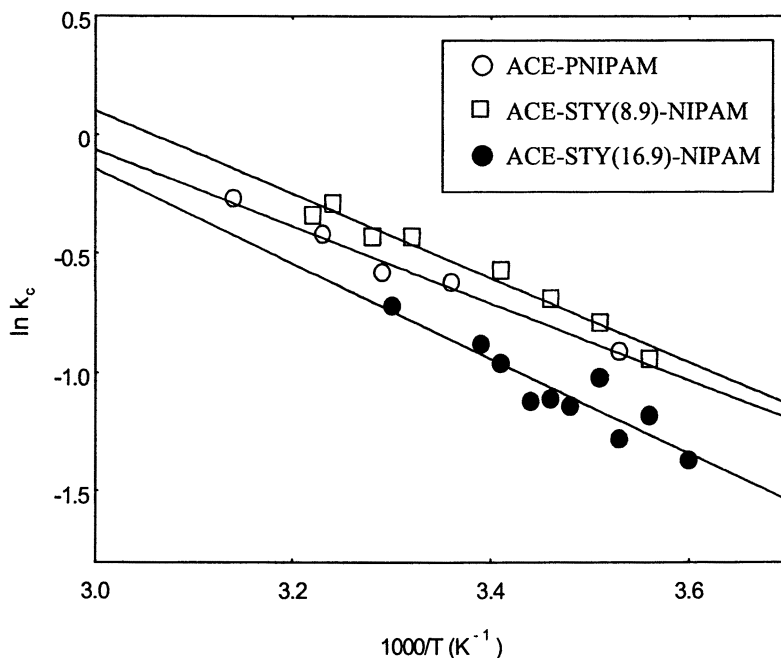 0.5
0
-0.5
-1.0
-1.5
ln k_c
ACE-PNIPAM
ACE-STY(8.9)-NIPAM
ACE-STY(16.9)-NIPAM
3.0 3.2 3.4 3.6
1000/T (K⁻¹)